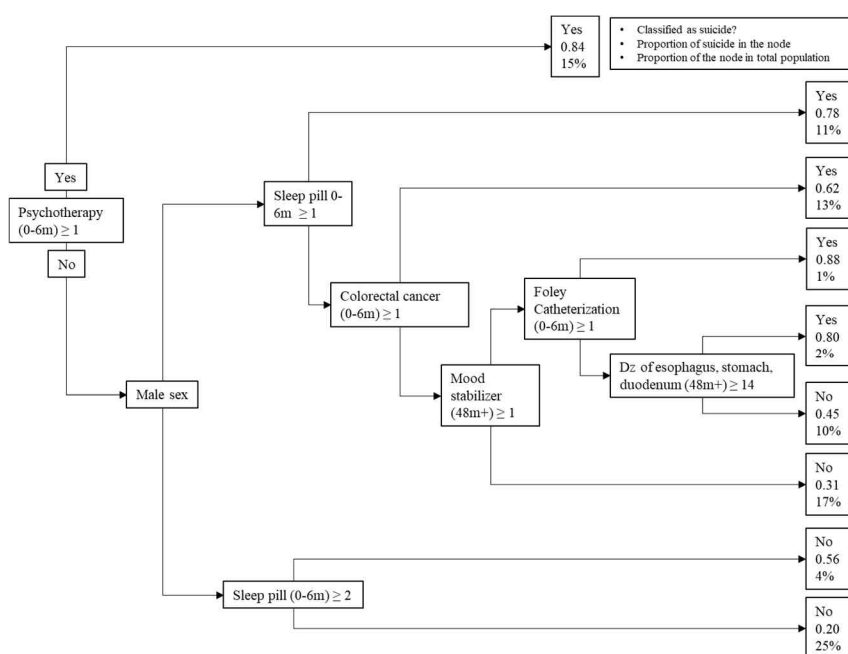 Yes
0.84
15%
• Classified as suicide?
• Proportion of suicide in the node
• Proportion of the node in total population
Yes
0.78
11%
Yes
0.62
13%
Yes
Psychotherapy
(0-6m) ≥ 1
No
Sleep pill 0-
6m ≥ 1
Colorectal cancer
(0-6m) ≥ 1
Foley
Catheterization
(0-6m) ≥ 1
Yes
0.88
1%
Yes
0.80
2%
Male sex
Mood
stabilizer
(48m+) ≥ 1
Dz of esophagus, stomach,
duodenum (48m+) ≥ 14
No
0.45
10%
No
0.31
17%
No
0.56
4%
Sleep pill (0-6m) ≥ 2
No
0.20
25%